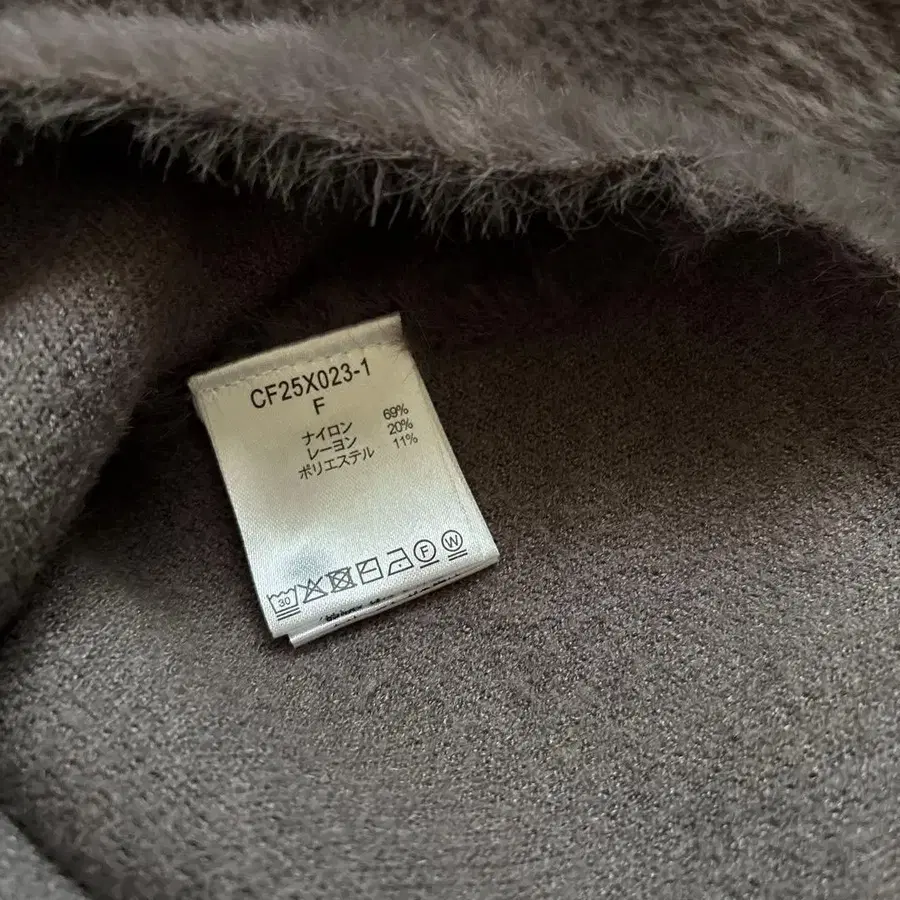 CF25X023-1
F
ナイロン 69%
レーヨン 20%
ポリエステル 11%
30 F W